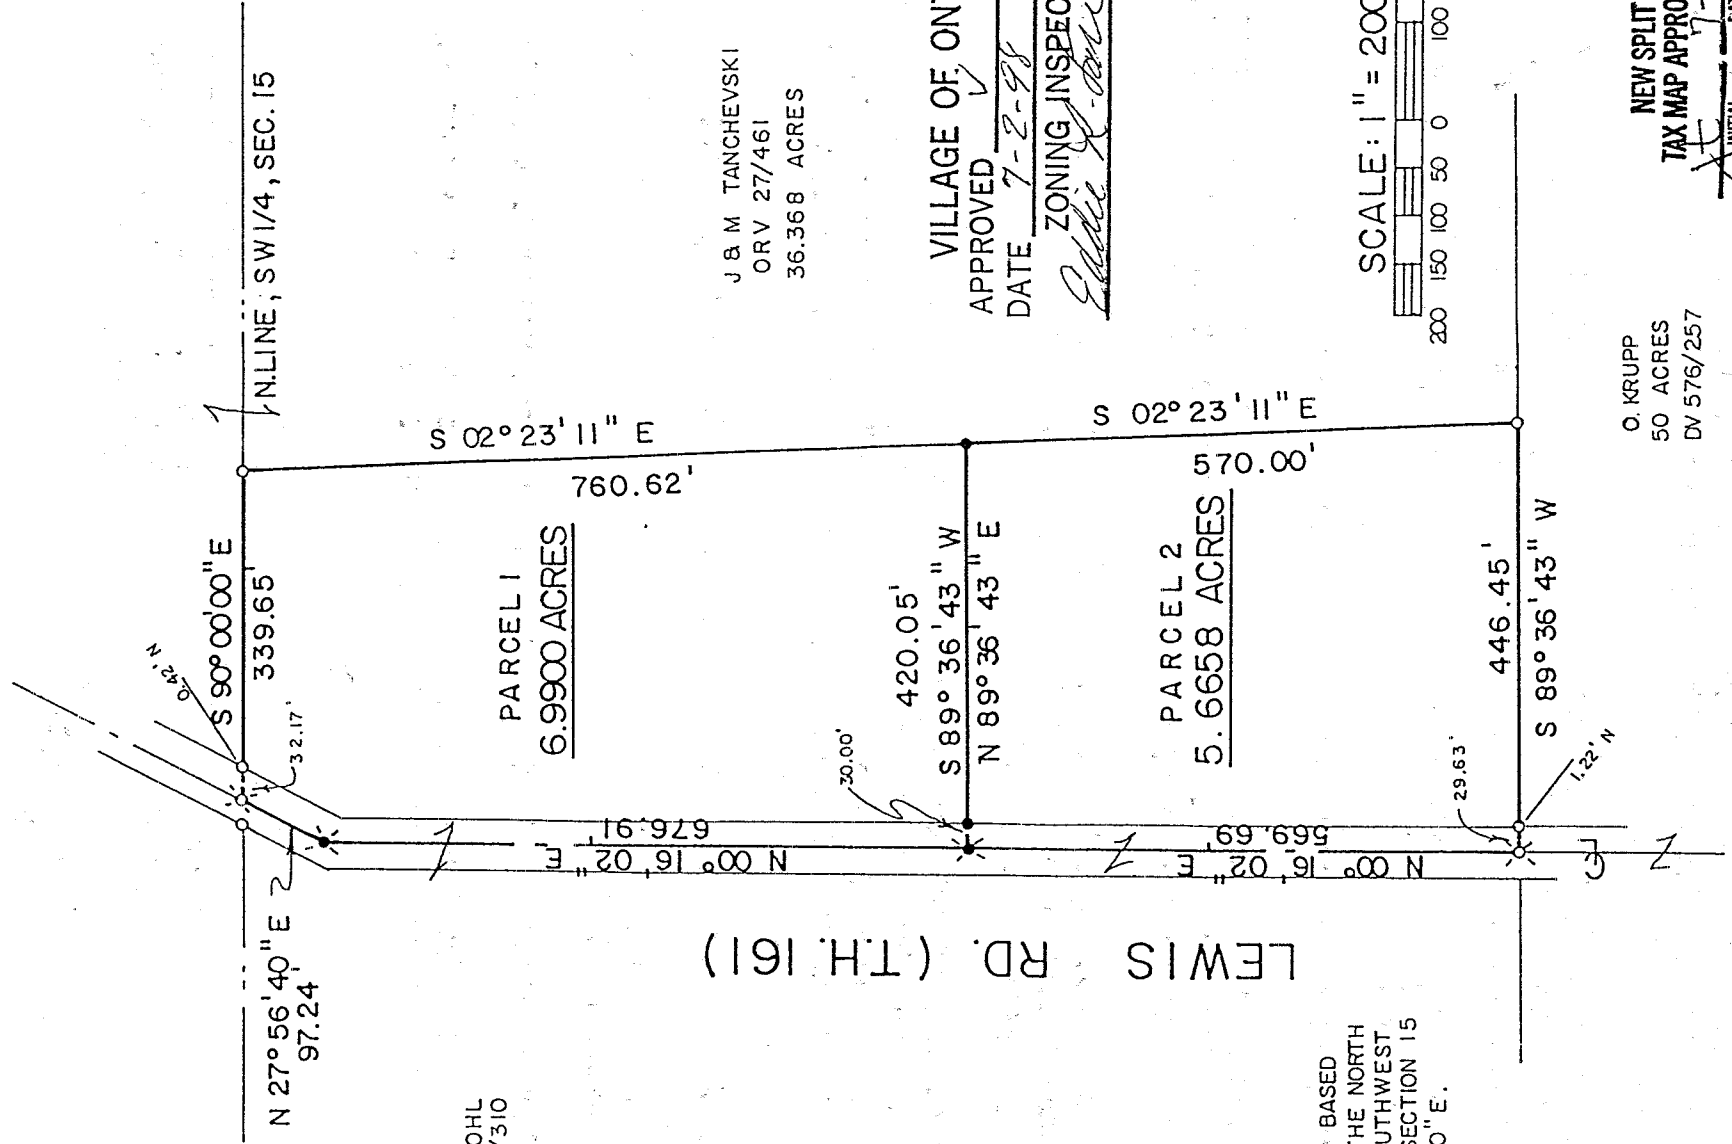 N.LINE, SW1/4, SEC. 15
J & M TANCHEVSKI
ORV 27/461
36.368 ACRES
VILLAGE OF ONT
APPROVED
DATE 7-2-98
ZONING INSPEC
Eddie
SCALE: 1" = 200
200 150 100 50 0 100
NEW SPLIT
TAX MAP APPRO
INITIAL
O. KRUPP
50 ACRES
DV 576/257
S 02° 23' 11" E
760.62'
S 02° 23' 11" E
570.00'
S 90° 00' 00" E
339.65'
0.42' N
32.17'
PARCEL 1
6.9900 ACRES
420.05'
S 89° 36' 43" W
N 89° 36' 43" E
30.00'
PARCEL 2
5.6658 ACRES
446.45'
S 89° 36' 43" W
29.63'
1.22' N
N 27° 56' 40" E
97.24'
676.91'
N 00° 16' 02" E
569.69'
N 00° 16' 02" E
CL
LEWIS RD. (T.H. 161)
OHL
/310
BASED
THE NORTH
UTHWEST
SECTION 15
0" E.